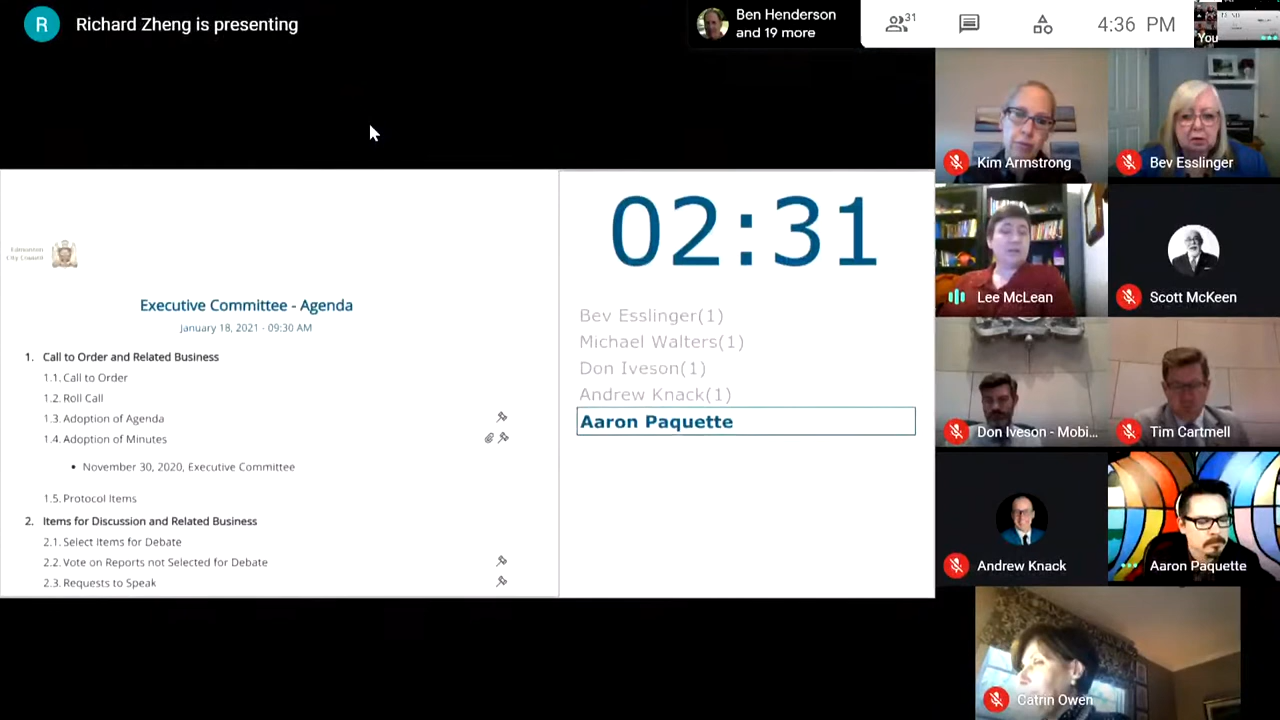 R
Richard Zheng is presenting
Ben Henderson
and 19 more
31
4:36 PM
You
Edmonton
City Council
Executive Committee - Agenda
January 18, 2021 - 09:30 AM
1. Call to Order and Related Business
1.1. Call to Order
1.2. Roll Call
1.3. Adoption of Agenda
1.4. Adoption of Minutes
• November 30, 2020, Executive Committee
1.5. Protocol Items
2. Items for Discussion and Related Business
2.1. Select Items for Debate
2.2. Vote on Reports not Selected for Debate
2.3. Requests to Speak
02:31
Bev Esslinger(1)
Michael Walters(1)
Don Iveson(1)
Andrew Knack(1)
Aaron Paquette
Kim Armstrong
Bev Esslinger
Lee McLean
Scott McKeen
Don Iveson - Mobi...
Tim Cartmell
Andrew Knack
Aaron Paquette
Catrin Owen